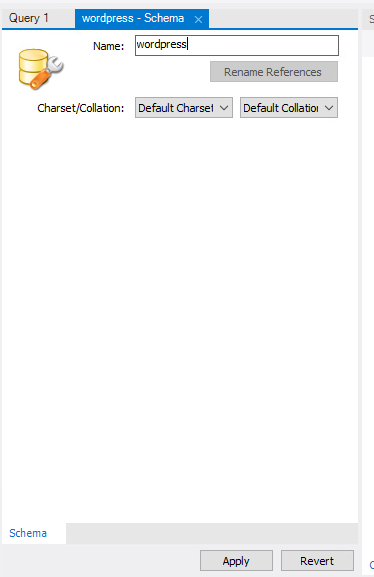 Query 1
wordpress - Schema
Name:
wordpress
Rename References
Charset/Collation:
Default Charset
Default Collation
Schema
Apply
Revert